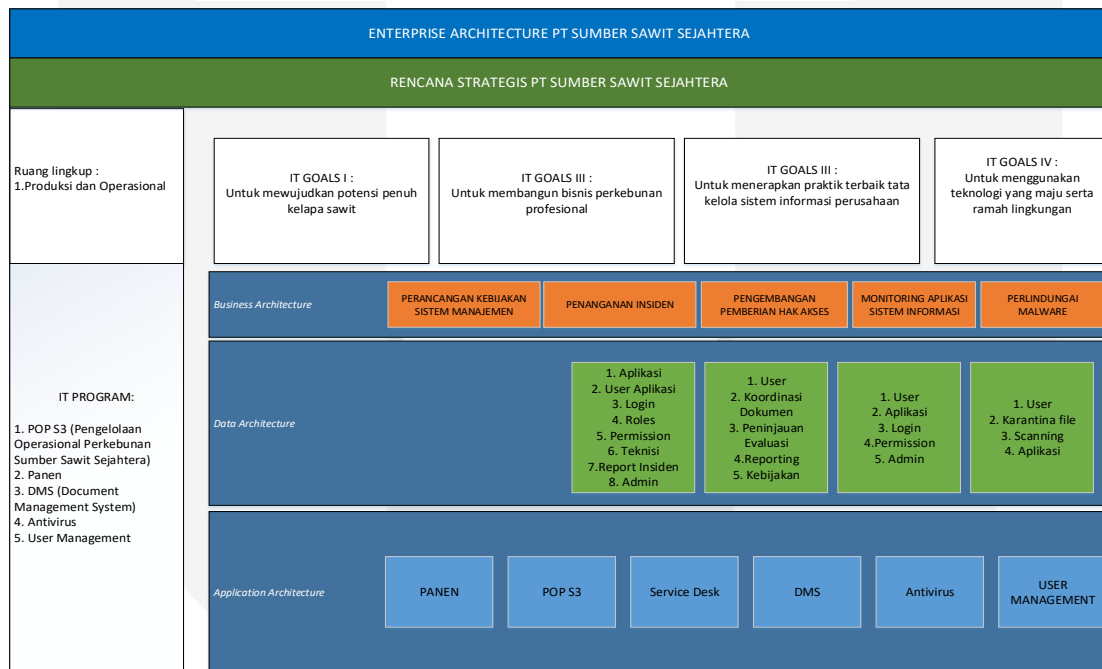 ENTERPRISE ARCHITECTURE PT SUMBER SAWIT SEJAHTERA
RENCANA STRATEGIS PT SUMBER SAWIT SEJAHTERA
Ruang lingkup :
1.Produksi dan Operasional
IT GOALS I :
Untuk mewujudkan potensi penuh
kelapa sawit
IT GOALS III :
Untuk membangun bisnis perkebunan
profesional
IT GOALS III :
Untuk menerapkan praktik terbaik tata
kelola sistem informasi perusahaan
IT GOALS IV :
Untuk menggunakan
teknologi yang maju serta
ramah lingkungan
IT PROGRAM:
1. POP S3 (Pengelolaan
Operasional Perkebunan
Sumber Sawit Sejahtera)
2. Panen
3. DMS (Document
Management System)
4. Antivirus
5. User Management
Business Architecture
PERANCANGAN KEBIJAKAN
SISTEM MANAJEMEN
PENANGANAN INSIDEN
PENGEMBANGAN
PEMBERIAN HAK AKSES
MONITORING APLIKASI
SISTEM INFORMASI
PERLINDUNGAI
MALWARE
Data Architecture
1. Aplikasi
2. User Aplikasi
3. Login
4. Roles
5. Permission
6. Teknisi
7.Report Insiden
8. Admin
1. User
2. Koordinasi
Dokumen
3. Peninjauan
Evaluasi
4.Reporting
5. Kebijakan
1. User
2. Aplikasi
3. Login
4.Permission
5. Admin
1. User
2. Karantina file
3. Scanning
4. Aplikasi
Application Architecture
PANEN
POP S3
Service Desk
DMS
Antivirus
USER
MANAGEMENT